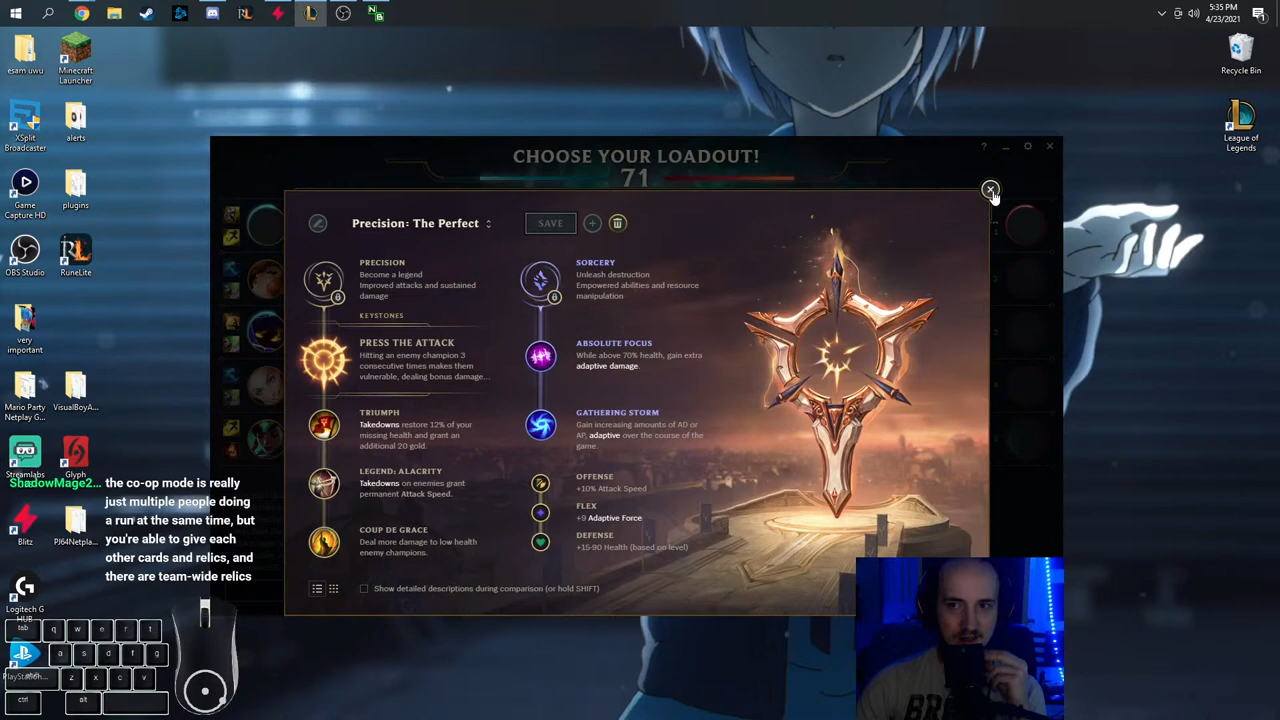 5:35 PM
4/23/2021
esam uwu
Minecraft
Launcher
Recycle Bin
XSplit
Broadcaster
alerts
League of
Legends
Game
Capture HD
plugins
OBS Studio
RuneLite
very
important
Mario Party
Netplay G...
VisualBoyA...
Streamlabs
Glyph
Blitz
PJ64Netpla...
Logitech G
HUB
PlayStation...
CHOOSE YOUR LOADOUT!
71
Precision: The Perfect
SAVE
PRECISION
Become a legend
Improved attacks and sustained
damage
KEYSTONES
PRESS THE ATTACK
Hitting an enemy champion 3
consecutive times makes them
vulnerable, dealing bonus damage...
TRIUMPH
Takedowns restore 12% of your
missing health and grant an
additional 20 gold.
LEGEND: ALACRITY
Takedowns on enemies grant
permanent Attack Speed.
COUP DE GRACE
Deal more damage to low health
enemy champions.
SORCERY
Unleash destruction
Empowered abilities and resource
manipulation
ABSOLUTE FOCUS
While above 70% health, gain extra
adaptive damage.
GATHERING STORM
Gain increasing amounts of AD or
AP, adaptive over the course of the
game.
OFFENSE
+10% Attack Speed
FLEX
+9 Adaptive Force
DEFENSE
+15-90 Health (based on level)
Show detailed descriptions during comparison (or hold SHIFT)
ShadowMage2... the co-op mode is really
just multiple people doing
a run at the same time, but
you're able to give each
other cards and relics, and
there are team-wide relics
tab q w e r t
a s d f g
z x c v
ctrl alt